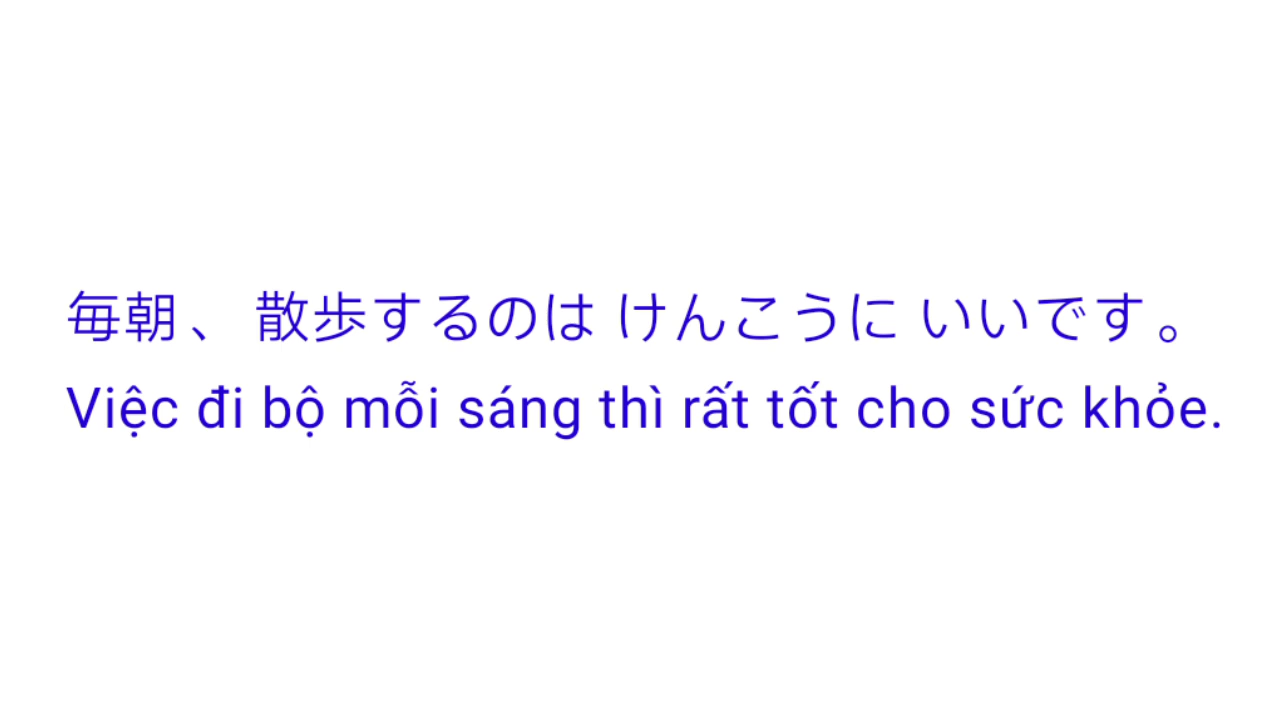 毎朝、 散歩するのは けんこうに いいです。
Việc đi bộ mỗi sáng thì rất tốt cho sức khỏe.